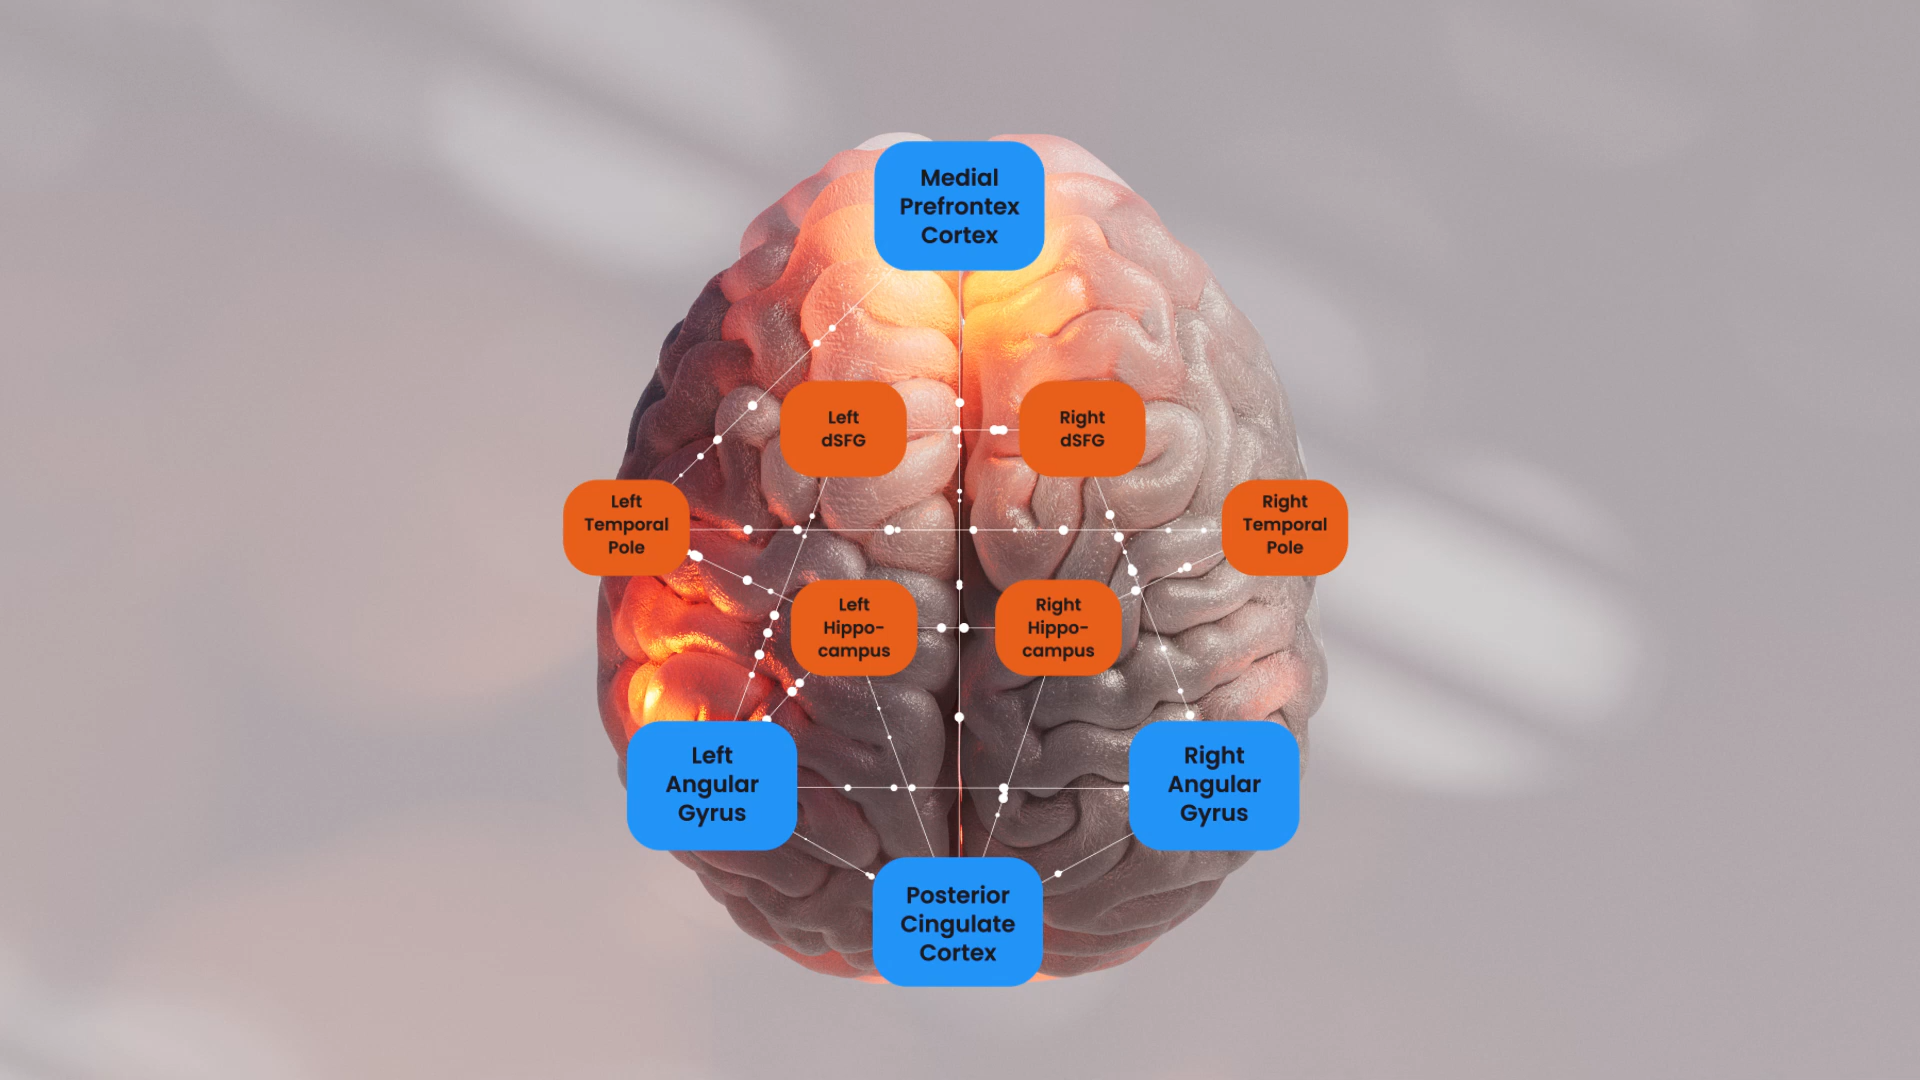 Medial
Prefrontex
Cortex
Left
dSFG
Right
dSFG
Left
Temporal
Pole
Right
Temporal
Pole
Left
Hippo-
campus
Right
Hippo-
campus
Left
Angular
Gyrus
Right
Angular
Gyrus
Posterior
Cingulate
Cortex